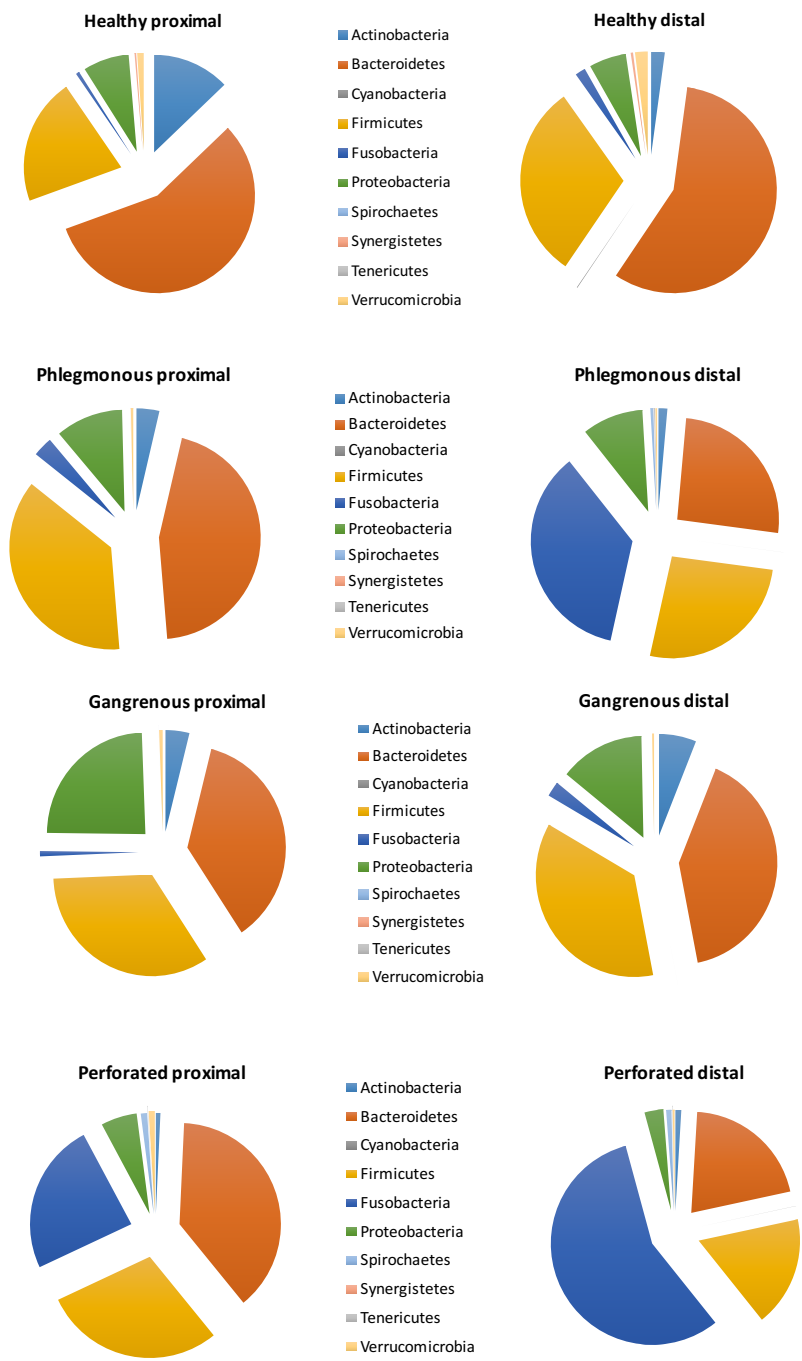 Healthy proximal
Healthy distal
Actinobacteria
Bacteroidetes
Cyanobacteria
Firmicutes
Fusobacteria
Proteobacteria
Spirochaetes
Synergistetes
Tenericutes
Verrucomicrobia
Phlegmonous proximal
Phlegmonous distal
Actinobacteria
Bacteroidetes
Cyanobacteria
Firmicutes
Fusobacteria
Proteobacteria
Spirochaetes
Synergistetes
Tenericutes
Verrucomicrobia
Gangrenous proximal
Gangrenous distal
Actinobacteria
Bacteroidetes
Cyanobacteria
Firmicutes
Fusobacteria
Proteobacteria
Spirochaetes
Synergistetes
Tenericutes
Verrucomicrobia
Perforated proximal
Perforated distal
Actinobacteria
Bacteroidetes
Cyanobacteria
Firmicutes
Fusobacteria
Proteobacteria
Spirochaetes
Synergistetes
Tenericutes
Verrucomicrobia